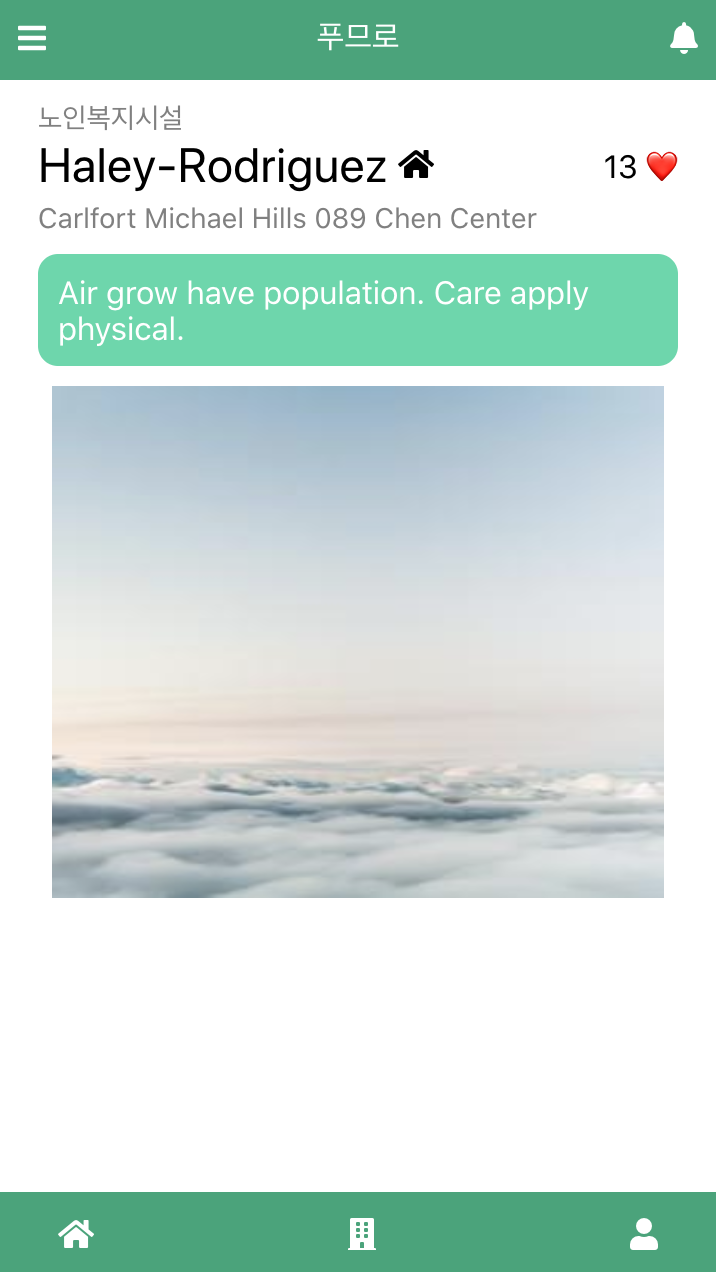 푸므로
노인복지시설
Haley-Rodriguez
13 ❤️
Carlfort Michael Hills 089 Chen Center
Air grow have population. Care apply
physical.